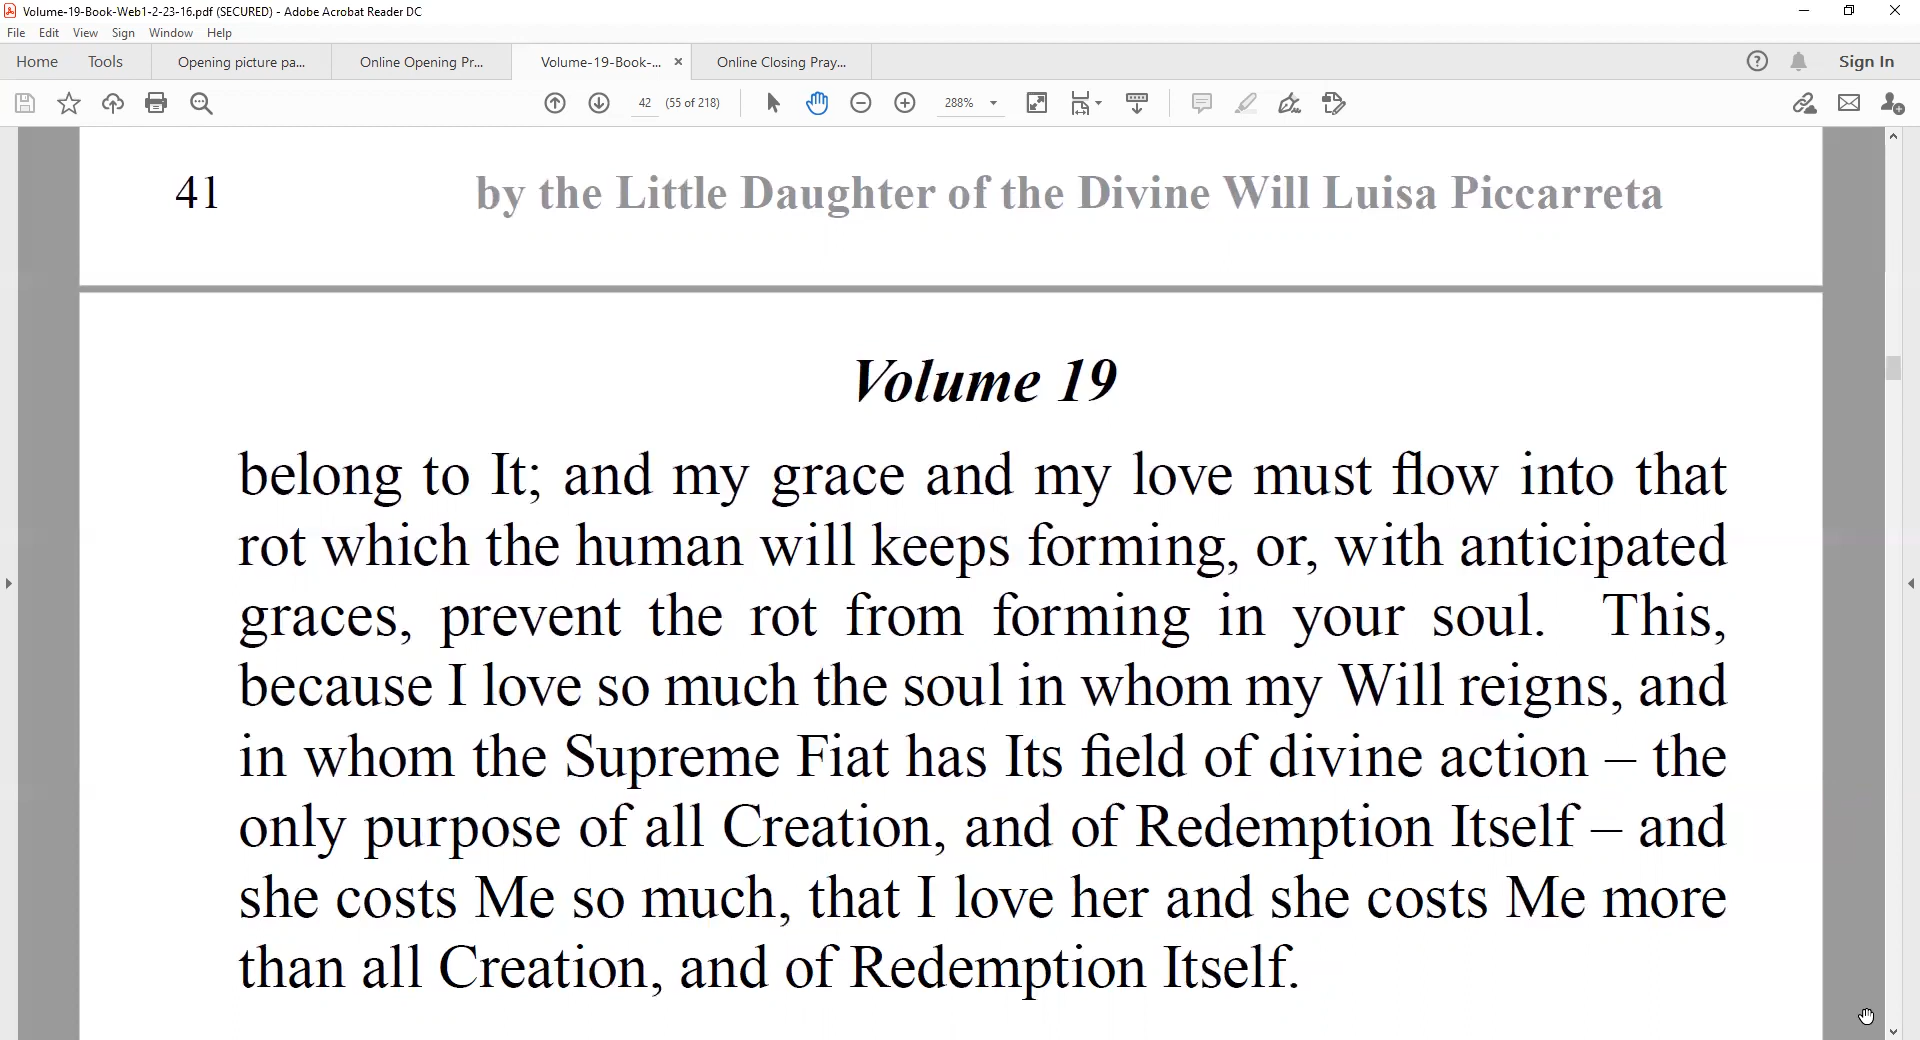 Volume-19-Book-Web1-2-23-16.pdf (SECURED) - Adobe Acrobat Reader DC
File Edit View Sign Window Help
Home Tools Opening picture pa... Online Opening Pr... Volume-19-Book-... × Online Closing Pray... Sign In
42 (55 of 218) 288%
41 by the Little Daughter of the Divine Will Luisa Piccarreta
Volume 19
belong to It; and my grace and my love must flow into that
rot which the human will keeps forming, or, with anticipated
graces, prevent the rot from forming in your soul. This,
because I love so much the soul in whom my Will reigns, and
in whom the Supreme Fiat has Its field of divine action – the
only purpose of all Creation, and of Redemption Itself – and
she costs Me so much, that I love her and she costs Me more
than all Creation, and of Redemption Itself.